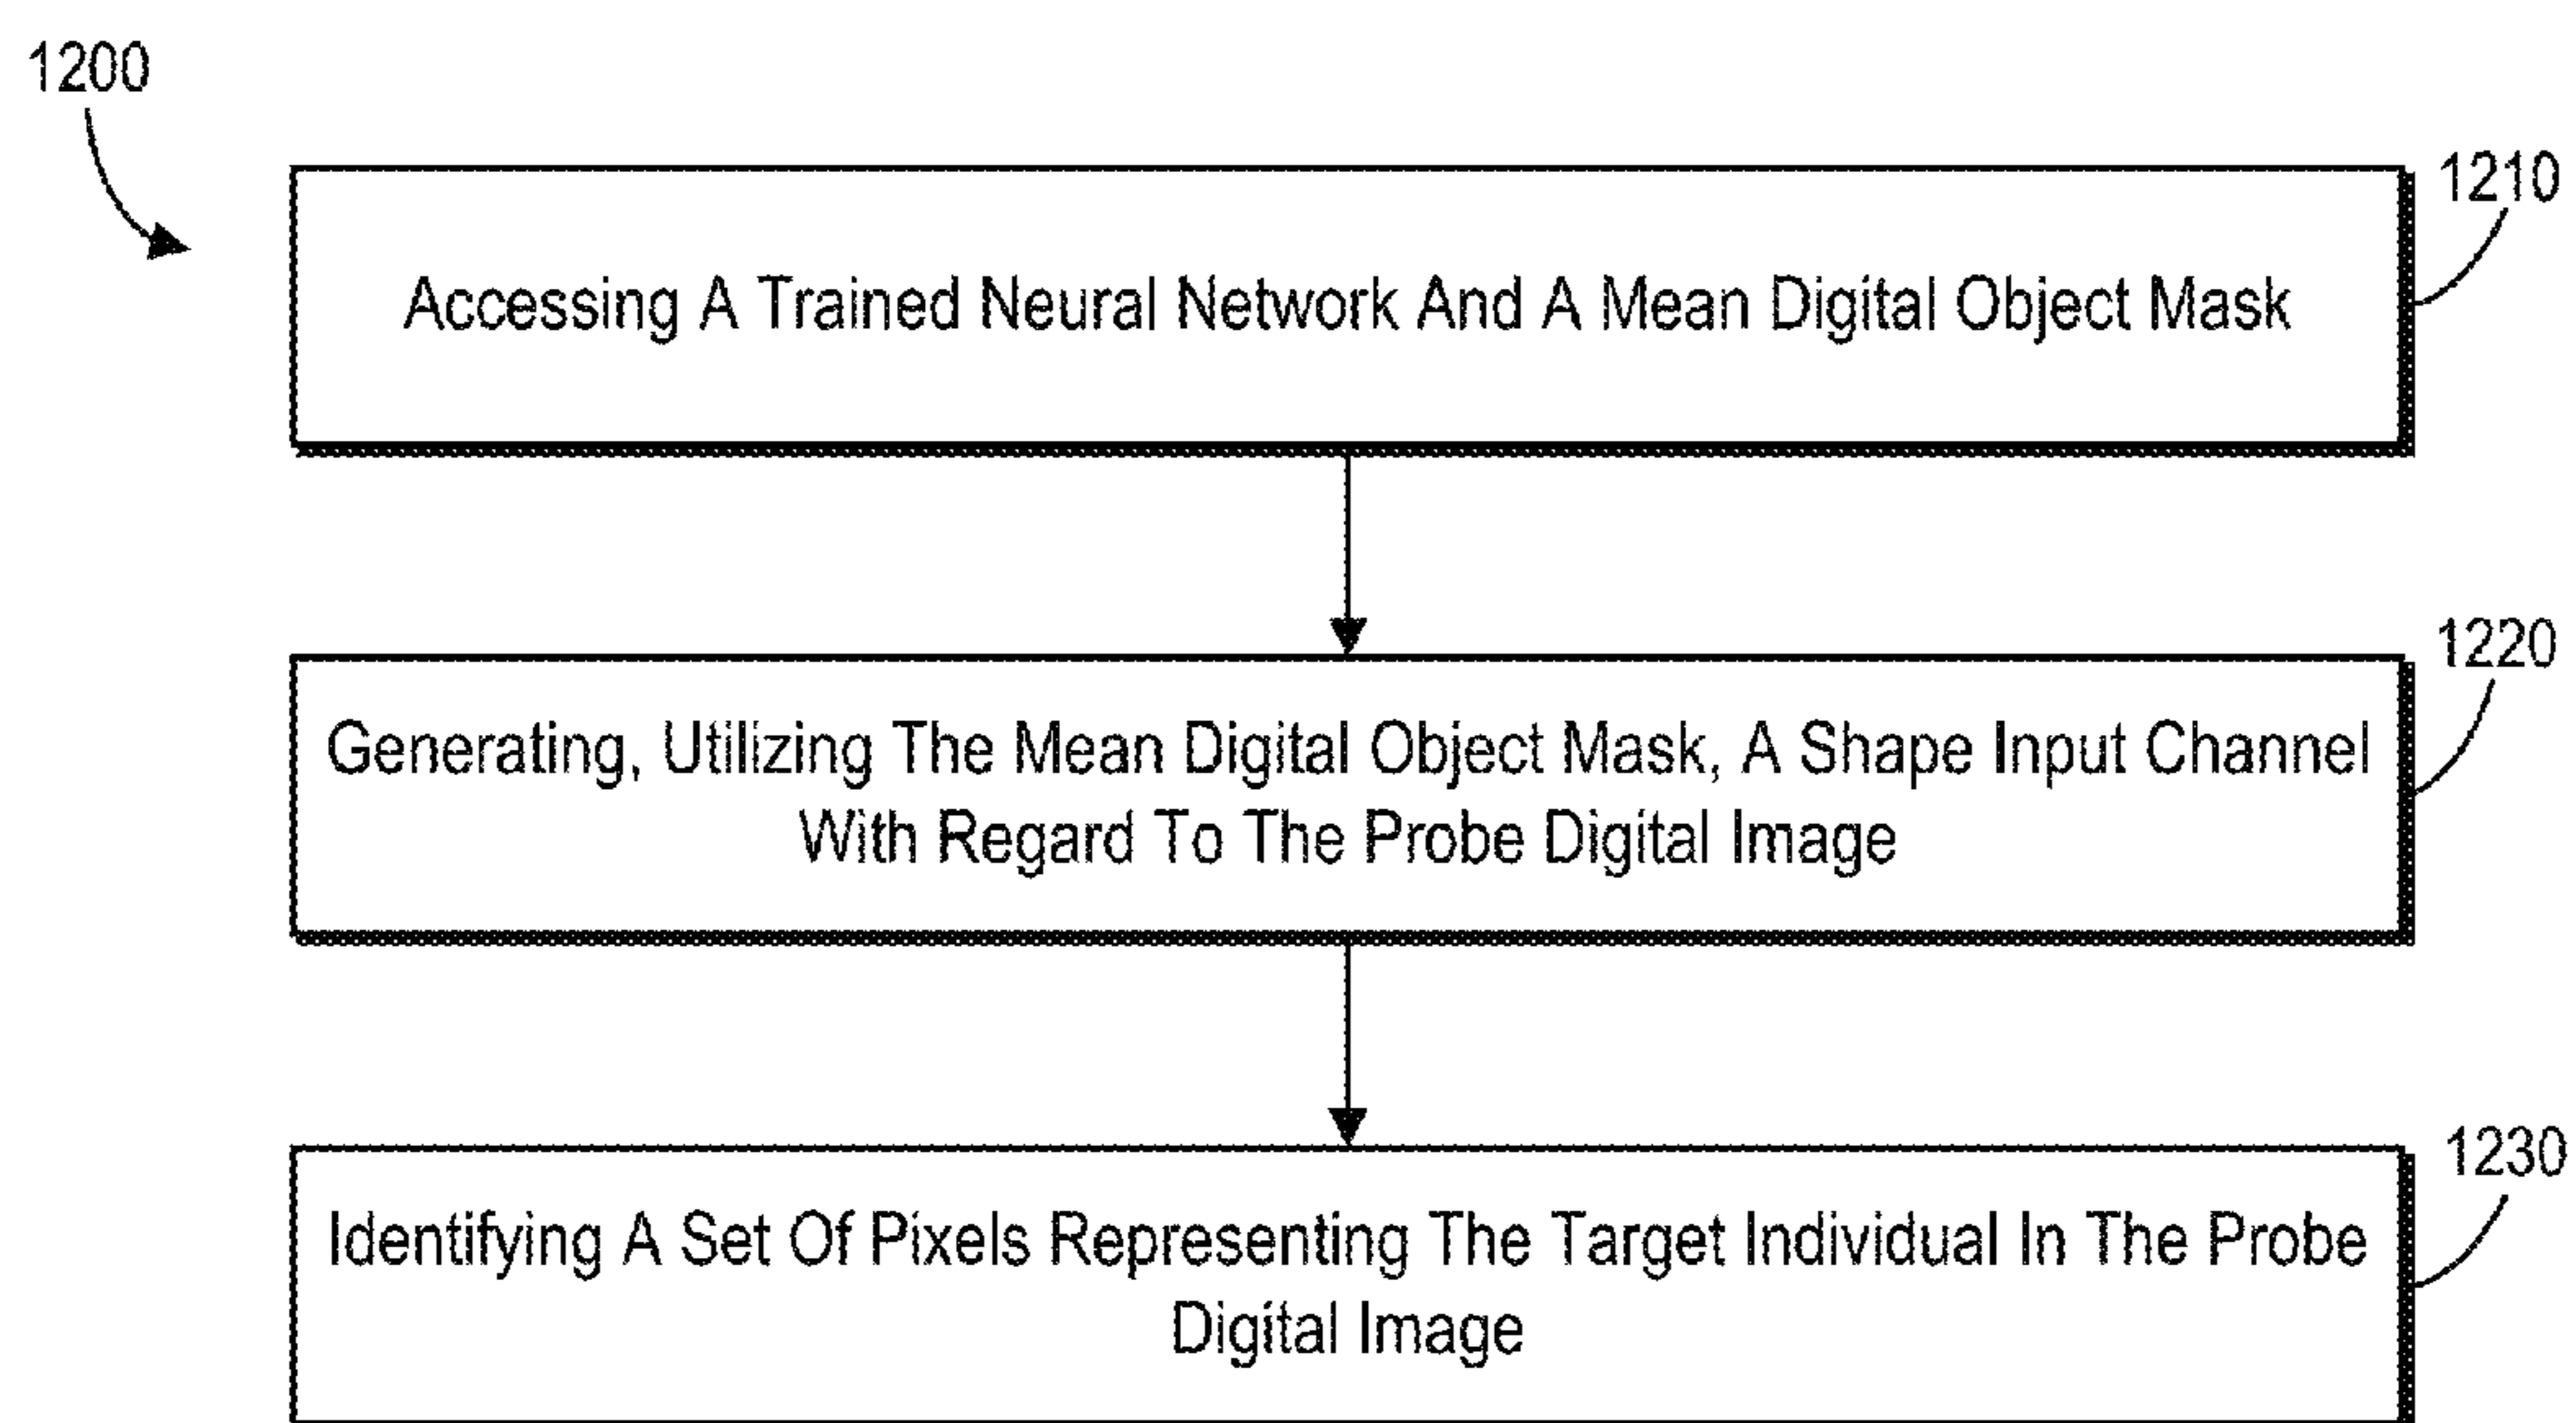 1200
1210
Accessing A Trained Neural Network And A Mean Digital Object Mask
1220
Generating, Utilizing The Mean Digital Object Mask, A Shape Input Channel
With Regard To The Probe Digital Image
1230
Identifying A Set Of Pixels Representing The Target Individual In The Probe
Digital Image